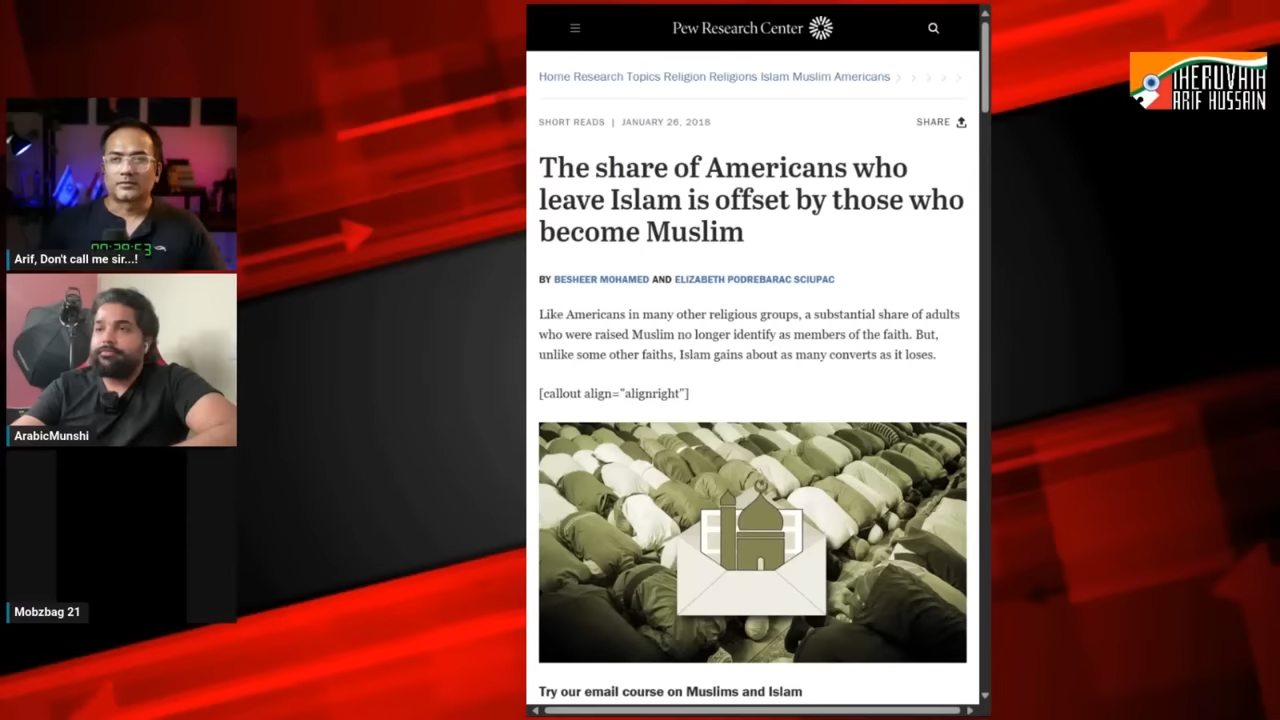 Pew Research Center
Home Research Topics Religion Religions Islam Muslim Americans
SHORT READS | JANUARY 26, 2018
SHARE
The share of Americans who
leave Islam is offset by those who
become Muslim
BY BESHEER MOHAMED AND ELIZABETH PODREBARAC SCIUPAC
Like Americans in many other religious groups, a substantial share of adults
who were raised Muslim no longer identify as members of the faith. But,
unlike some other faiths, Islam gains about as many converts as it loses.
[callout align="alignright"]
Try our email course on Muslims and Islam
THERUVATH
ARIF HUSSAIN
00:28:53
Arif, Don't call me sir...!
ArabicMunshi
Mobzbag 21